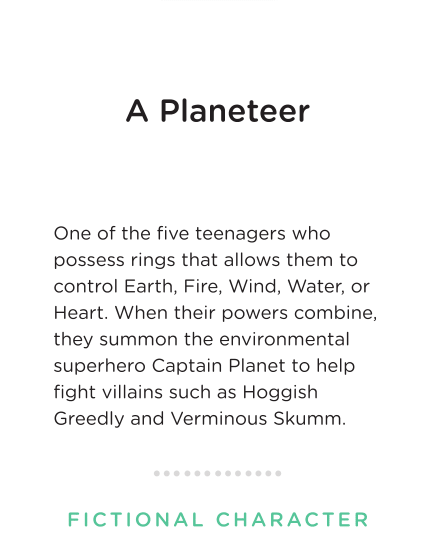 A Planeteer
One of the five teenagers who
possess rings that allows them to
control Earth, Fire, Wind, Water, or
Heart. When their powers combine,
they summon the environmental
superhero Captain Planet to help
fight villains such as Hoggish
Greedly and Verminous Skumm.
FICTIONAL CHARACTER